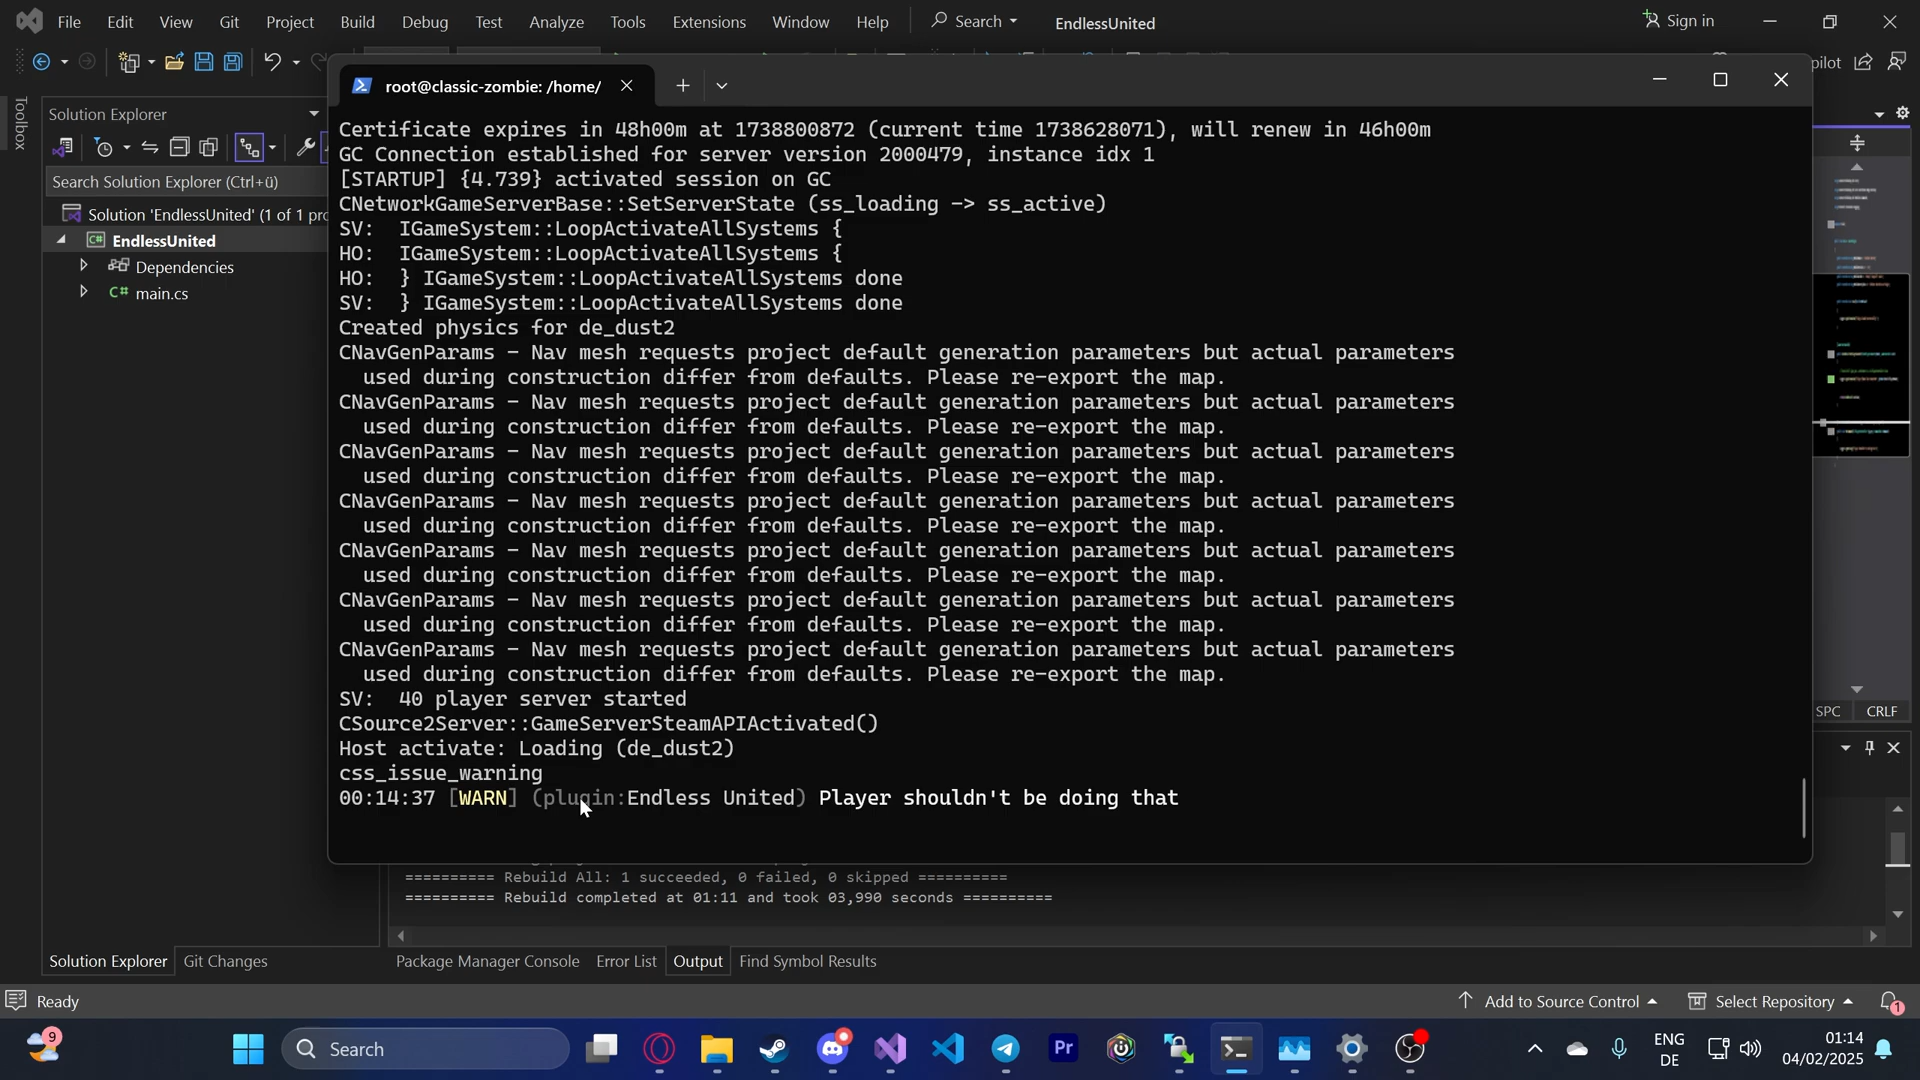 File Edit View Git Project Build Debug Test Analyze Tools Extensions Window Help Search EndlessUnited Sign in
pilot
Toolbox
Solution Explorer
Search Solution Explorer (Ctrl+ü)
Solution 'EndlessUnited' (1 of 1 pro
EndlessUnited
Dependencies
C# main.cs
root@classic-zombie: /home/
Certificate expires in 48h00m at 1738800872 (current time 1738628071), will renew in 46h00m
GC Connection established for server version 2000479, instance idx 1
[STARTUP] {4.739} activated session on GC
CNetworkGameServerBase::SetServerState (ss_loading -> ss_active)
SV:  IGameSystem::LoopActivateAllSystems {
HO:  IGameSystem::LoopActivateAllSystems {
HO:  } IGameSystem::LoopActivateAllSystems done
SV:  } IGameSystem::LoopActivateAllSystems done
Created physics for de_dust2
CNavGenParams - Nav mesh requests project default generation parameters but actual parameters
used during construction differ from defaults. Please re-export the map.
CNavGenParams - Nav mesh requests project default generation parameters but actual parameters
used during construction differ from defaults. Please re-export the map.
CNavGenParams - Nav mesh requests project default generation parameters but actual parameters
used during construction differ from defaults. Please re-export the map.
CNavGenParams - Nav mesh requests project default generation parameters but actual parameters
used during construction differ from defaults. Please re-export the map.
CNavGenParams - Nav mesh requests project default generation parameters but actual parameters
used during construction differ from defaults. Please re-export the map.
CNavGenParams - Nav mesh requests project default generation parameters but actual parameters
used during construction differ from defaults. Please re-export the map.
CNavGenParams - Nav mesh requests project default generation parameters but actual parameters
used during construction differ from defaults. Please re-export the map.
SV:  40 player server started
CSource2Server::GameServerSteamAPIActivated()
Host activate: Loading (de_dust2)
css_issue_warning
00:14:37 [WARN] (plugin:Endless United) Player shouldn't be doing that
SPC CRLF
========== Rebuild All: 1 succeeded, 0 failed, 0 skipped ==========
========== Rebuild completed at 01:11 and took 03,990 seconds ==========
Solution Explorer Git Changes Package Manager Console Error List Output Find Symbol Results
Ready Add to Source Control Select Repository 1
9 Search Pr ENG 01:14
DE 04/02/2025